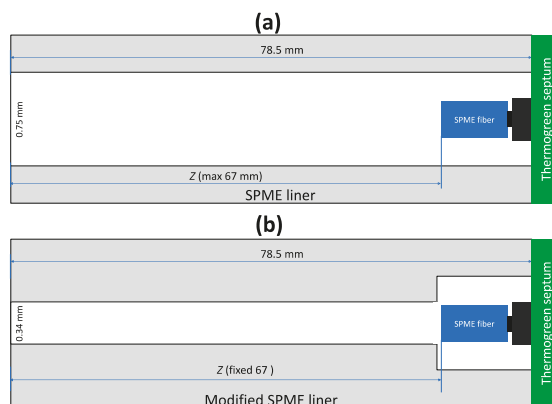 (a)
78.5 mm
0.75 mm
SPME fiber
Thermogreen septum
Z (max 67 mm)
SPME liner
(b)
78.5 mm
0.34 mm
SPME fiber
Thermogreen septum
Z (fixed 67 )
Modified SPME liner